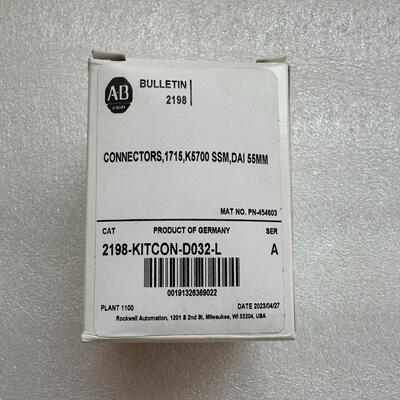 AB
BULLETIN
2198
CONNECTORS,1715,K5700 SSM,DAI 55MM
MAT NO. PN-454603
CAT PRODUCT OF GERMANY SER
2198-KITCON-D032-L A
00191326369022
PLANT 1100 DATE 2023/04/27
Rockwell Automation, 1201 S 2nd St, Milwaukee, WI 53204, USA